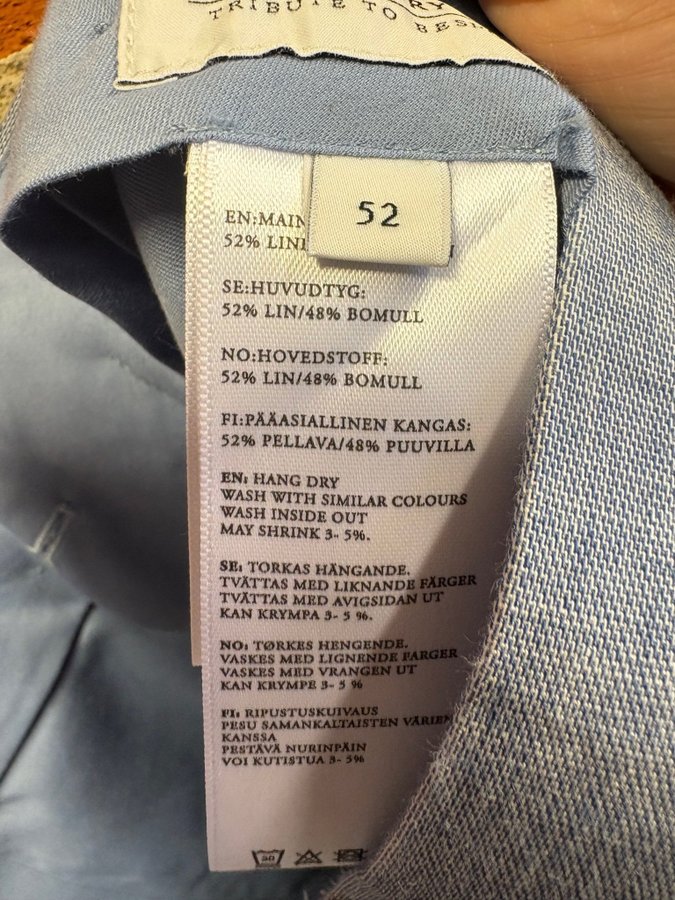 TRIBUTE TO
52
EN:MAIN
52%
SE:HUVUDTYG:
52% LIN/48% BOMULL
NO:HOVEDSTOFF:
52% LIN/48% BOMULL
FI:PÄÄASIALLINEN KANGAS:
52% PELLAVA/48% PUUVILLA
EN: HANG DRY
WASH WITH SIMILAR COLOURS
WASH INSIDE OUT
MAY SHRINK 3- 5%.
SE: TORKAS HÄNGANDE.
TVÄTTAS MED LIKNANDE FÄRGER
TVÄTTAS MED AVIGSIDAN UT
KAN KRYMPA 3- 5 %.
NO: TØRKES HENGENDE.
VASKES MED LIGNENDE FARGER
VASKES MED VRANGEN UT
KAN KRYMPE 3- 5 %
FI: RIPUSTUSKUIVAUS
PESU SAMANKALTAISTEN
KANSSA
PESTÄVÄ NURINPÄIN
VOI KUTISTUA 3- 5%
30